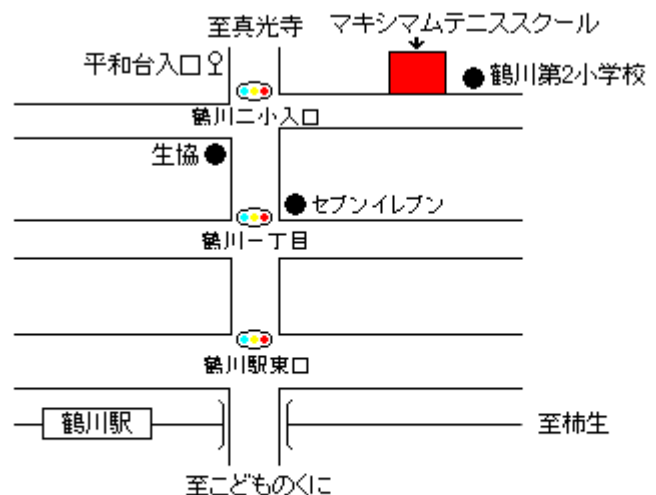 至真光寺
マキシマムテニススクール
平和台入口
鶴川第2小学校
鶴川二小入口
生協
セブンイレブン
鶴川一丁目
鶴川駅東口
鶴川駅
至柿生
至こどものくに